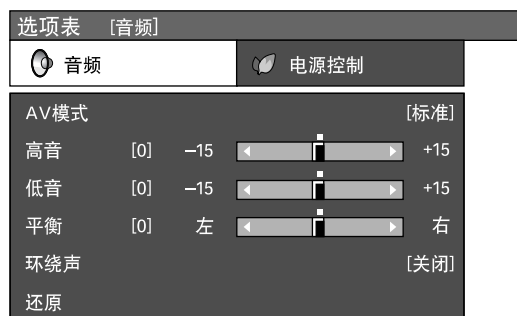 选项表 [音频]
音频 电源控制
AV模式 [标准]
高音 [0] −15 +15
低音 [0] −15 +15
平衡 [0] 左 右
环绕声 [关闭]
还原